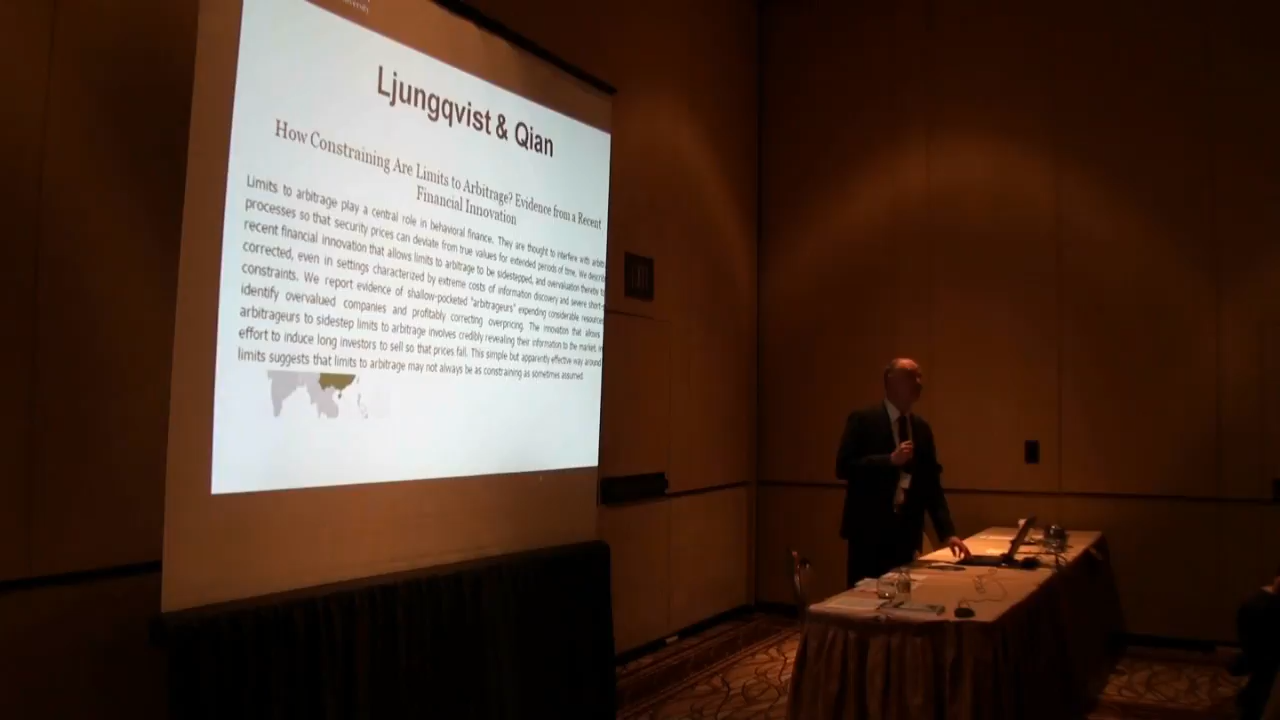 Ljungqvist & Qian
How Constraining Are Limits to Arbitrage? Evidence from a Recent
Financial Innovation
Limits to arbitrage play a central role in behavioral finance. They are thought to interfere with
processes so that security prices can deviate from true values for extended periods of time. We
recent financial innovation that allows limits to arbitrage to be sidestepped, and overvaluation thereby
corrected, even in settings characterized by extreme costs of information discovery and severe short-
constraints. We report evidence of shallow-pocketed "arbitrageurs" expending considerable resources
identify overvalued companies and profitably correcting overpricing. The innovation that allows
arbitrageurs to sidestep limits to arbitrage involves credibly revealing their information to the market, in
effort to induce long investors to sell so that prices fall. This simple but apparently effective way around
limits suggests that limits to arbitrage may not always be as constraining as sometimes assumed.